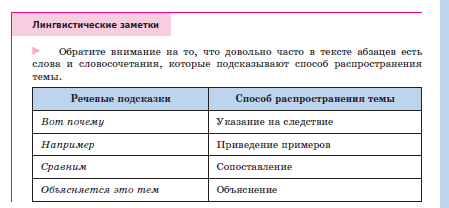 Лингвистические заметки
Обратите внимание на то, что довольно часто в тексте абзацев есть
слова и словосочетания, которые подсказывают способ распространения
темы.
Речевые подсказки Способ распространения темы
Вот почему Указание на следствие
Например Приведение примеров
Сравним Сопоставление
Объясняется это тем Объяснение